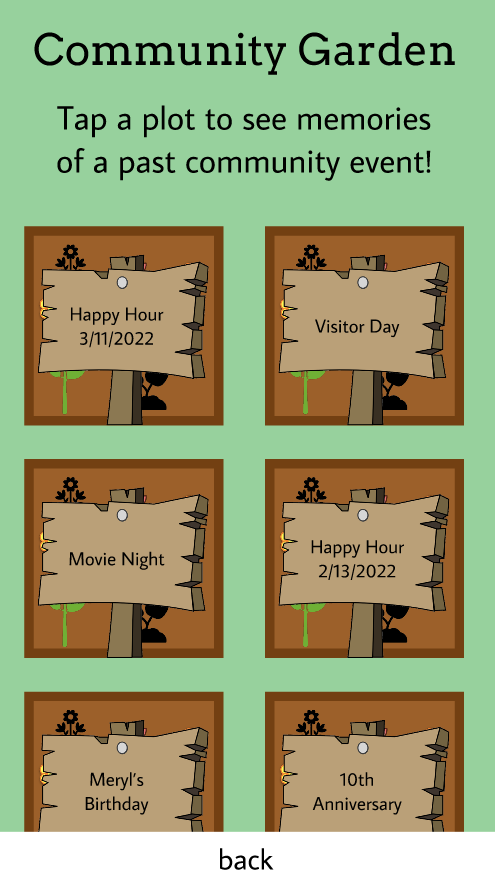 Community Garden
Tap a plot to see memories
of a past community event!
Happy Hour
3/11/2022
Visitor Day
Movie Night
Happy Hour
2/13/2022
Meryl's
Birthday
10th
Anniversary
back